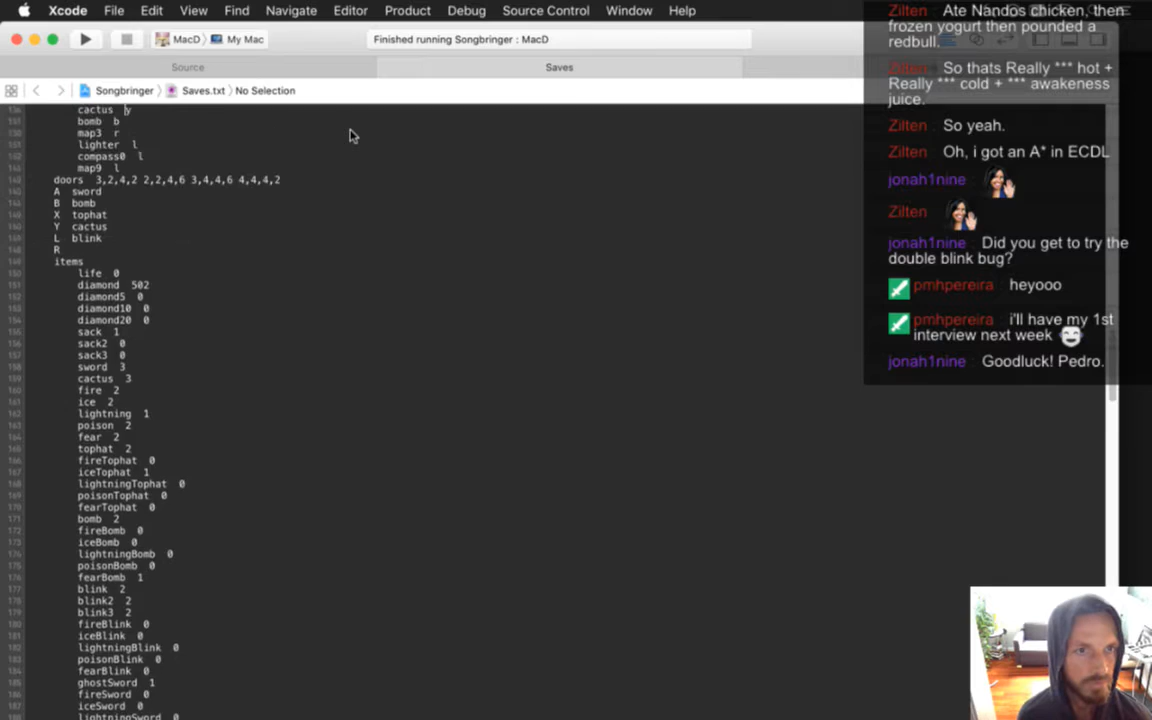 Xcode File Edit View Find Navigate Editor Product Debug Source Control Window Help
MacD My Mac
Finished running Songbringer : MacD
Source
Saves
Songbringer Saves.txt No Selection
cactus y
bomb b
map3 r
lighter l
compass0 l
map9 l
doors 3,2,4,2 2,2,4,6 3,4,4,6 4,4,4,2
A sword
B bomb
X tophat
Y cactus
L blink
R
items
life 0
diamond 502
diamond5 0
diamond10 0
diamond20 0
sack 1
sack2 0
sack3 0
sword 3
cactus 3
fire 2
ice 2
lightning 1
poison 2
fear 2
tophat 2
fireTophat 0
iceTophat 1
lightningTophat 0
poisonTophat 0
fearTophat 0
bomb 2
fireBomb 0
iceBomb 0
lightningBomb 0
poisonBomb 0
fearBomb 1
blink 2
blink2 2
blink3 2
fireBlink 0
iceBlink 0
lightningBlink 0
poisonBlink 0
fearBlink 0
ghostSword 1
fireSword 0
iceSword 0
lightningSword 0
Zilten Ate Nandos chicken, then
frozen yogurt then pounded a
redbull.
Zilten So thats Really *** hot +
Really *** cold + *** awakeness
juice.
Zilten So yeah.
Zilten Oh, i got an A* in ECDL
jonah1nine
Zilten
jonah1nine Did you get to try the
double blink bug?
pmhpereira heyooo
pmhpereira i'll have my 1st
interview next week
jonah1nine Goodluck! Pedro.